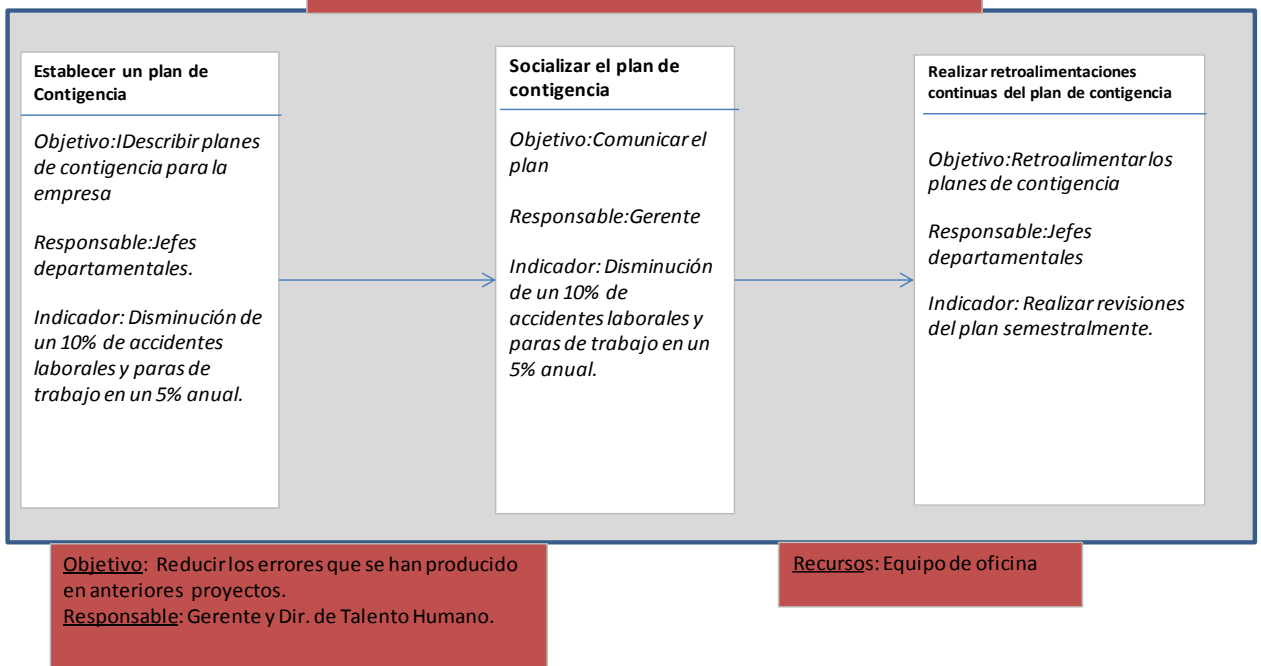 Establecer un plan de
Contigencia
Objetivo:IDescribir planes
de contigencia para la
empresa
Responsable:Jefes
departamentales.
Indicador: Disminución de
un 10% de accidentes
laborales y paras de
trabajo en un 5% anual.
Socializar el plan de
contigencia
Objetivo:Comunicar el
plan
Responsable:Gerente
Indicador: Disminución
de un 10% de
accidentes laborales y
paras de trabajo en un
5% anual.
Realizar retroalimentaciones
continuas del plan de contigencia
Objetivo:Retroalimentar los
planes de contigencia
Responsable:Jefes
departamentales
Indicador: Realizar revisiones
del plan semestralmente.
Objetivo: Reducir los errores que se han producido
en anteriores proyectos.
Responsable: Gerente y Dir. de Talento Humano.
Recursos: Equipo de oficina